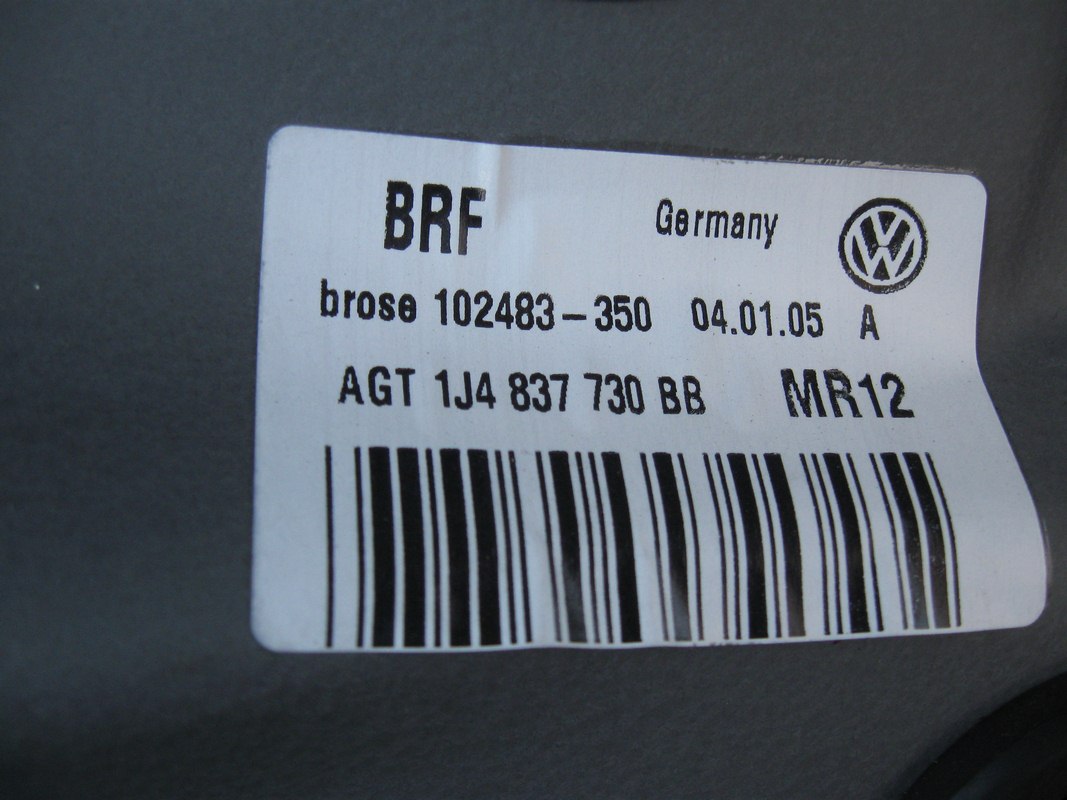 BRF Germany
brose 102483-350 04.01.05 A
AGT 1J4 837 730 BB MR12